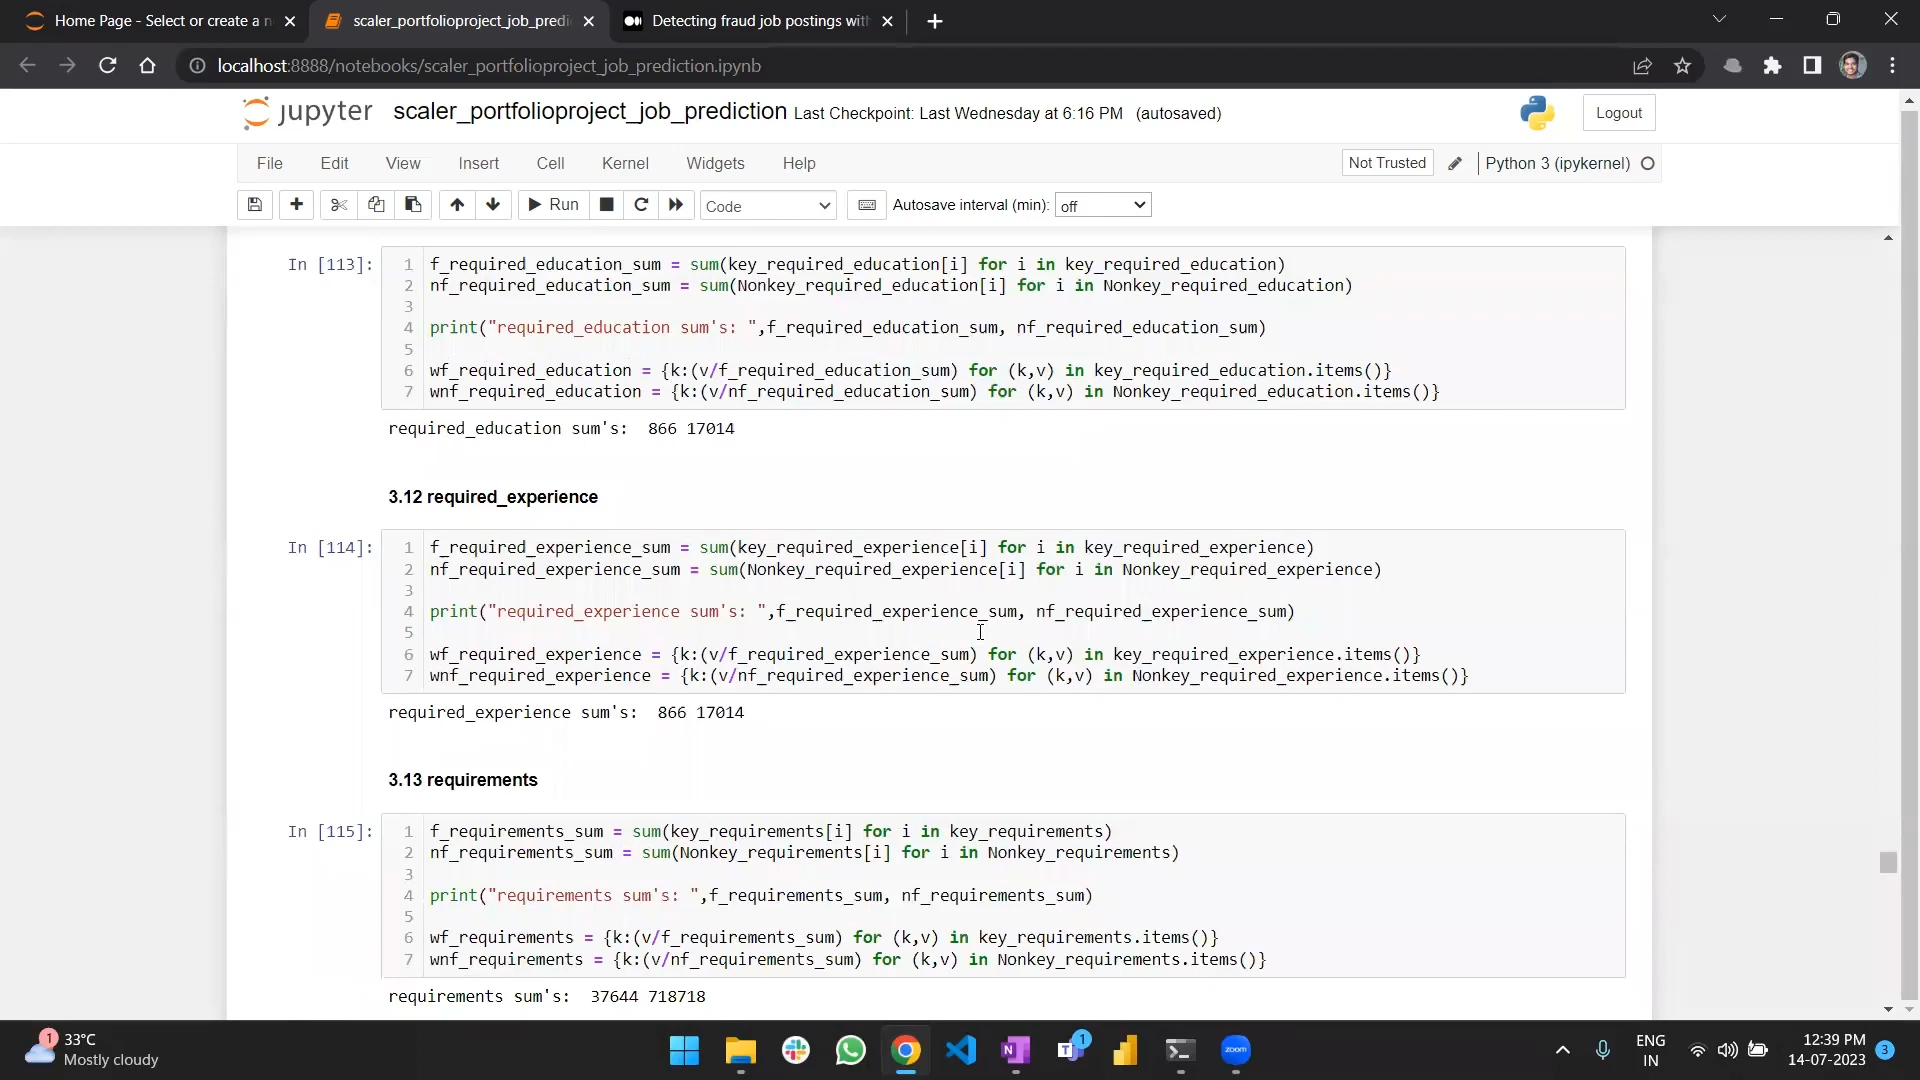 Home Page - Select or create a n
scaler_portfolioproject_job_predi
Detecting fraud job postings with
localhost:8888/notebooks/scaler_portfolioproject_job_prediction.ipynb
jupyter scaler_portfolioproject_job_prediction Last Checkpoint: Last Wednesday at 6:16 PM (autosaved)
Logout
File Edit View Insert Cell Kernel Widgets Help
Not Trusted
Python 3 (ipykernel)
Run
Code
Autosave interval (min): off
In [113]:
1 f_required_education_sum = sum(key_required_education[i] for i in key_required_education)
2 nf_required_education_sum = sum(Nonkey_required_education[i] for i in Nonkey_required_education)
3
4 print("required_education sum's: ",f_required_education_sum, nf_required_education_sum)
5
6 wf_required_education = {k:(v/f_required_education_sum) for (k,v) in key_required_education.items()}
7 wnf_required_education = {k:(v/nf_required_education_sum) for (k,v) in Nonkey_required_education.items()}
required_education sum's:  866 17014
3.12 required_experience
In [114]:
1 f_required_experience_sum = sum(key_required_experience[i] for i in key_required_experience)
2 nf_required_experience_sum = sum(Nonkey_required_experience[i] for i in Nonkey_required_experience)
3
4 print("required_experience sum's: ",f_required_experience_sum, nf_required_experience_sum)
5
6 wf_required_experience = {k:(v/f_required_experience_sum) for (k,v) in key_required_experience.items()}
7 wnf_required_experience = {k:(v/nf_required_experience_sum) for (k,v) in Nonkey_required_experience.items()}
required_experience sum's:  866 17014
3.13 requirements
In [115]:
1 f_requirements_sum = sum(key_requirements[i] for i in key_requirements)
2 nf_requirements_sum = sum(Nonkey_requirements[i] for i in Nonkey_requirements)
3
4 print("requirements sum's: ",f_requirements_sum, nf_requirements_sum)
5
6 wf_requirements = {k:(v/f_requirements_sum) for (k,v) in key_requirements.items()}
7 wnf_requirements = {k:(v/nf_requirements_sum) for (k,v) in Nonkey_requirements.items()}
requirements sum's:  37644 718718
1
33°C
Mostly cloudy
N
T
1
zoom
ENG
IN
12:39 PM
14-07-2023
3